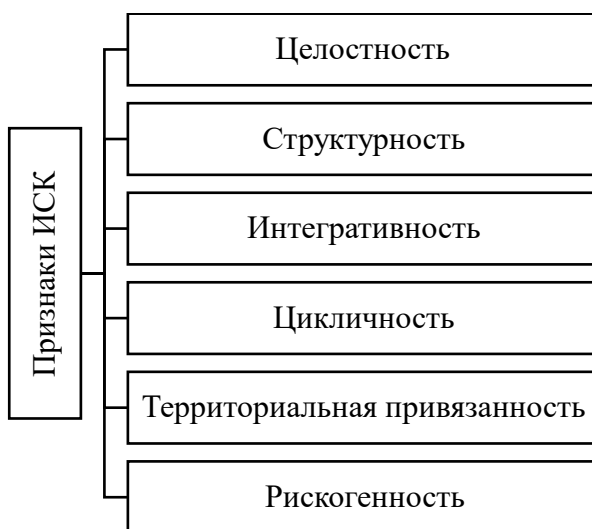 Признаки ИСК
Целостность
Структурность
Интегративность
Цикличность
Территориальная привязанность
Рискогенность